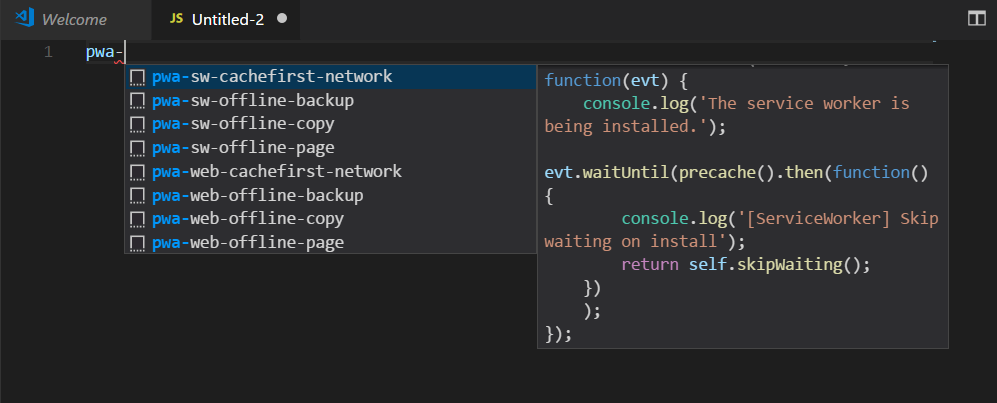 Welcome
JS Untitled-2
1 pwa-
pwa-sw-cachefirst-network
pwa-sw-offline-backup
pwa-sw-offline-copy
pwa-sw-offline-page
pwa-web-cachefirst-network
pwa-web-offline-backup
pwa-web-offline-copy
pwa-web-offline-page
function(evt) {
console.log('The service worker is
being installed.');
evt.waitUntil(precache().then(function()
{
console.log('[ServiceWorker] Skip
waiting on install');
return self.skipWaiting();
})
);
});